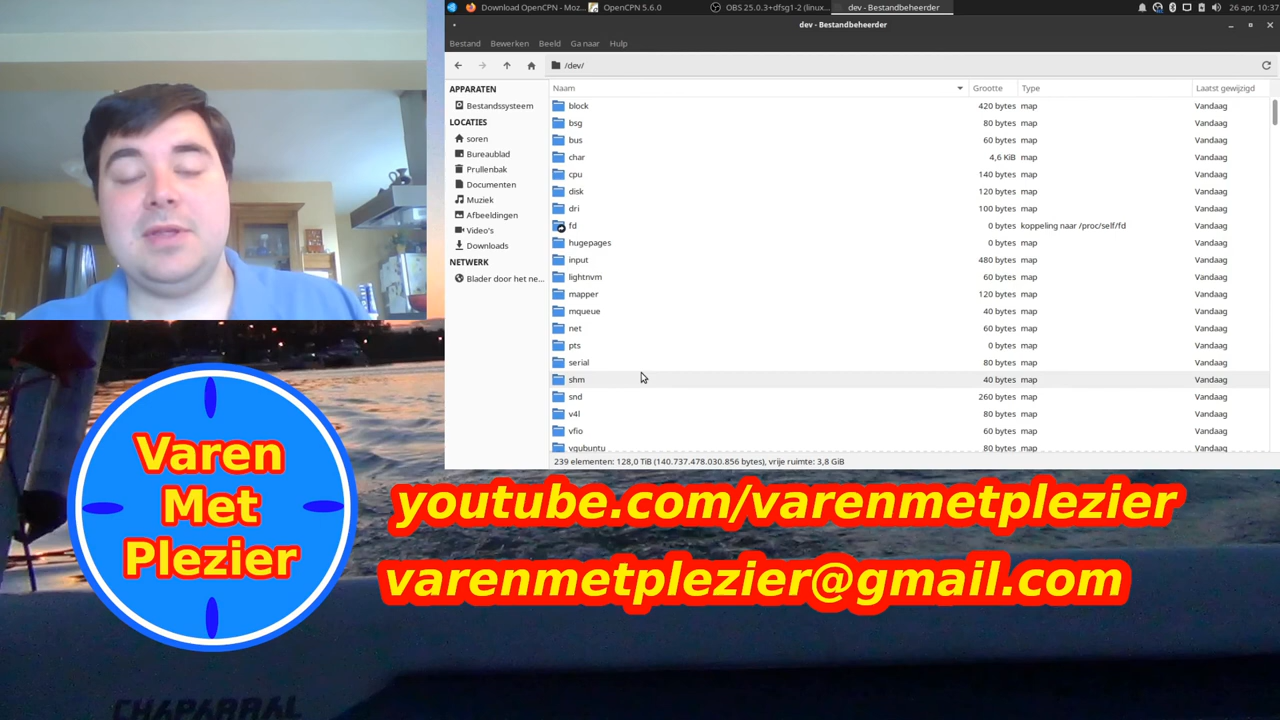 Download OpenCPN - Moz...
OpenCPN 5.6.0
OBS 25.0.3+dfsg1-2 (linux...
dev - Bestandbeheerder
26 apr, 10:37
dev - Bestandbeheerder
Bestand Bewerken Beeld Ga naar Hulp
/dev/
APPARATEN
Bestandssysteem
LOCATIES
soren
Bureaublad
Prullenbak
Documenten
Muziek
Afbeeldingen
Video's
Downloads
NETWERK
Blader door het ne...
Naam Grootte Type Laatst gewijzigd
block 420 bytes map Vandaag
bsg 80 bytes map Vandaag
bus 60 bytes map Vandaag
char 4,6 KiB map Vandaag
cpu 140 bytes map Vandaag
disk 120 bytes map Vandaag
dri 100 bytes map Vandaag
fd 0 bytes koppeling naar /proc/self/fd Vandaag
hugepages 0 bytes map Vandaag
input 480 bytes map Vandaag
lightnvm 60 bytes map Vandaag
mapper 120 bytes map Vandaag
mqueue 40 bytes map Vandaag
net 60 bytes map Vandaag
pts 0 bytes map Vandaag
serial 80 bytes map Vandaag
shm 40 bytes map Vandaag
snd 260 bytes map Vandaag
v4l 80 bytes map Vandaag
vfio 60 bytes map Vandaag
vgubuntu 80 bytes map Vandaag
239 elementen: 128,0 TiB (140.737.478.030.856 bytes), vrije ruimte: 3,8 GiB
Varen
Met
Plezier
youtube.com/varenmetplezier
varenmetplezier@gmail.com
CHAPARRAL